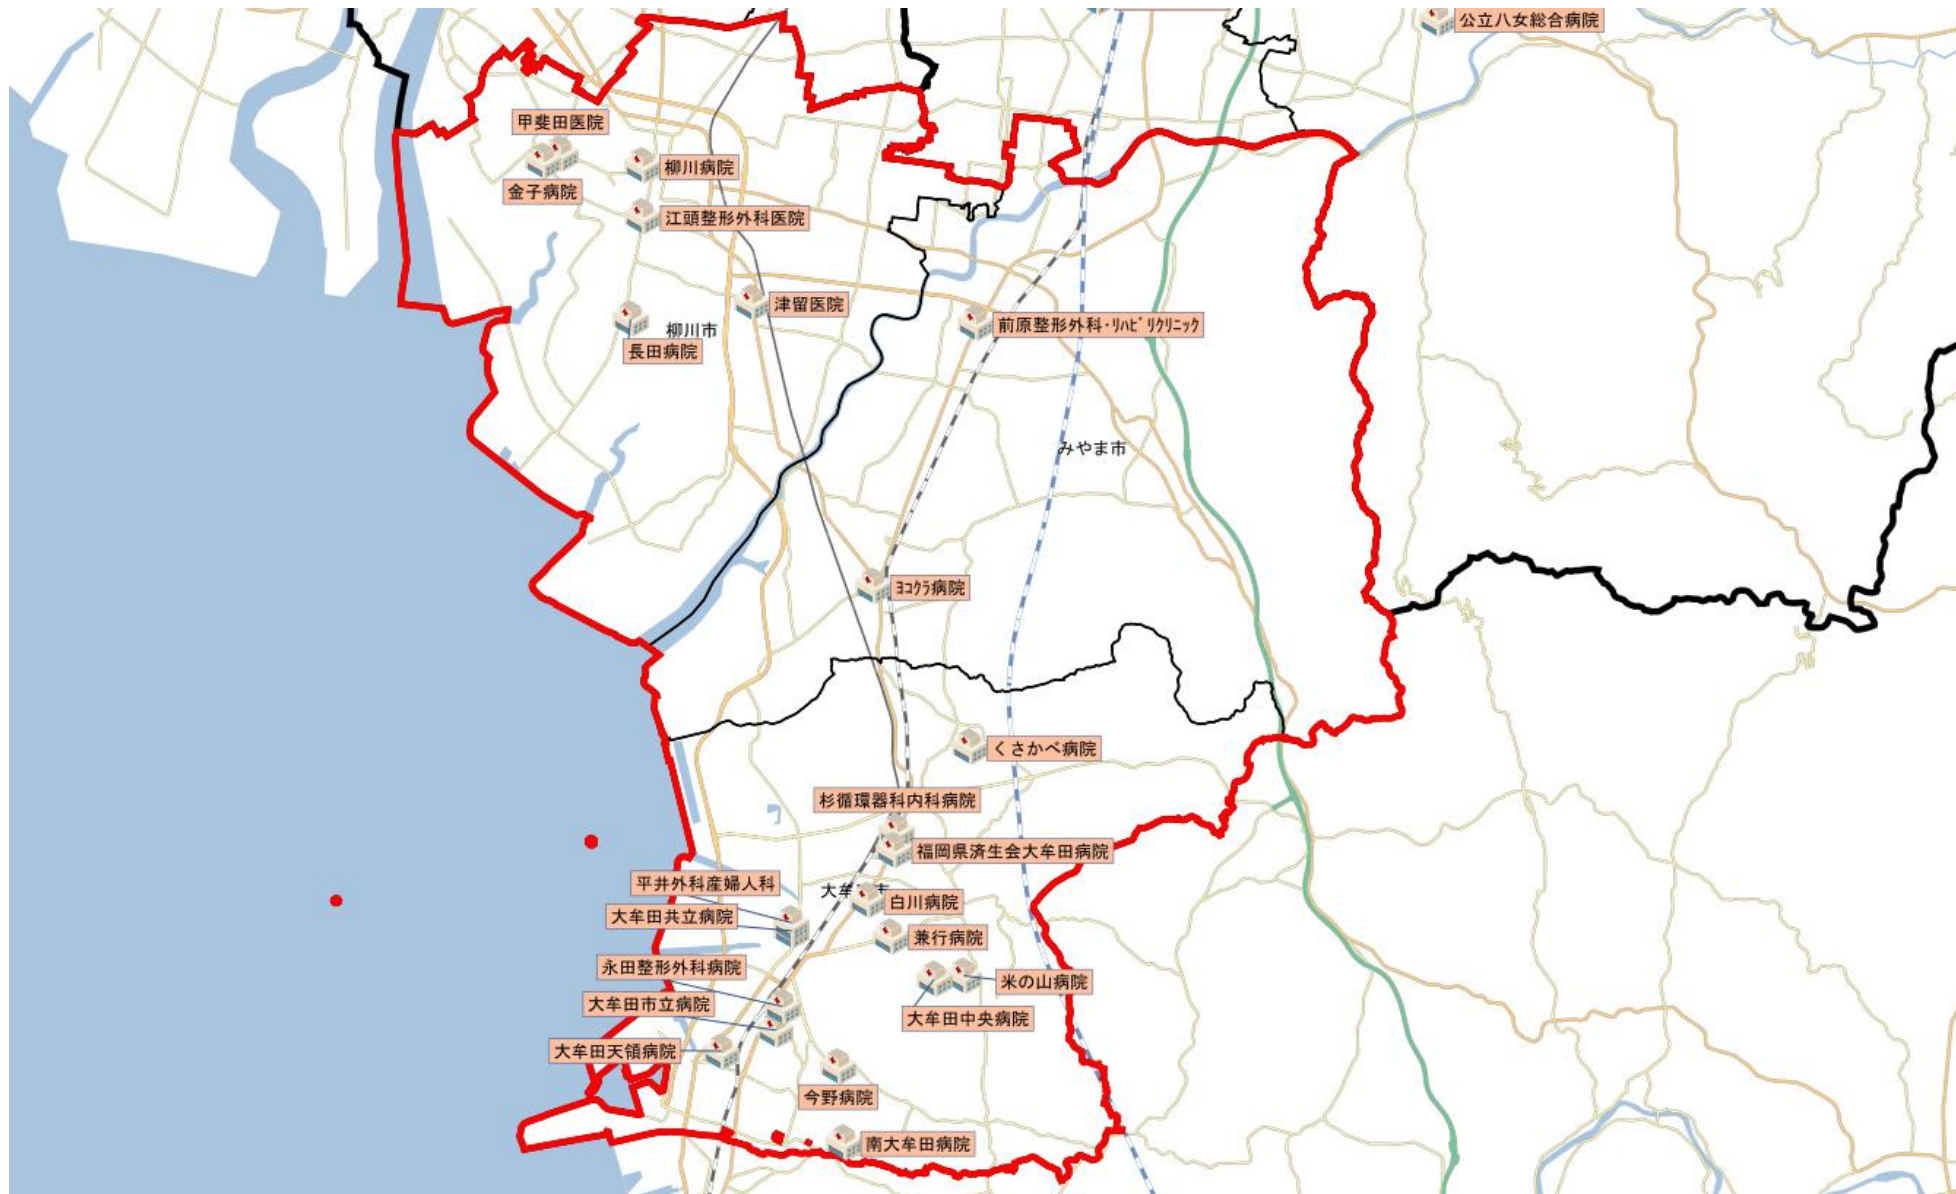 公立八女総合病院
甲斐田医院
柳川病院
金子病院
江頭整形外科医院
津留医院
前原整形外科・ﾘﾊﾋﾞﾘｸﾘﾆｯｸ
柳川市
長田病院
みやま市
ﾖｺｸﾗ病院
くさかべ病院
杉循環器科内科病院
福岡県済生会大牟田病院
平井外科産婦人科
大牟
市
白川病院
大牟田共立病院
兼行病院
永田整形外科病院
米の山病院
大牟田市立病院
大牟田中央病院
大牟田天領病院
今野病院
南大牟田病院